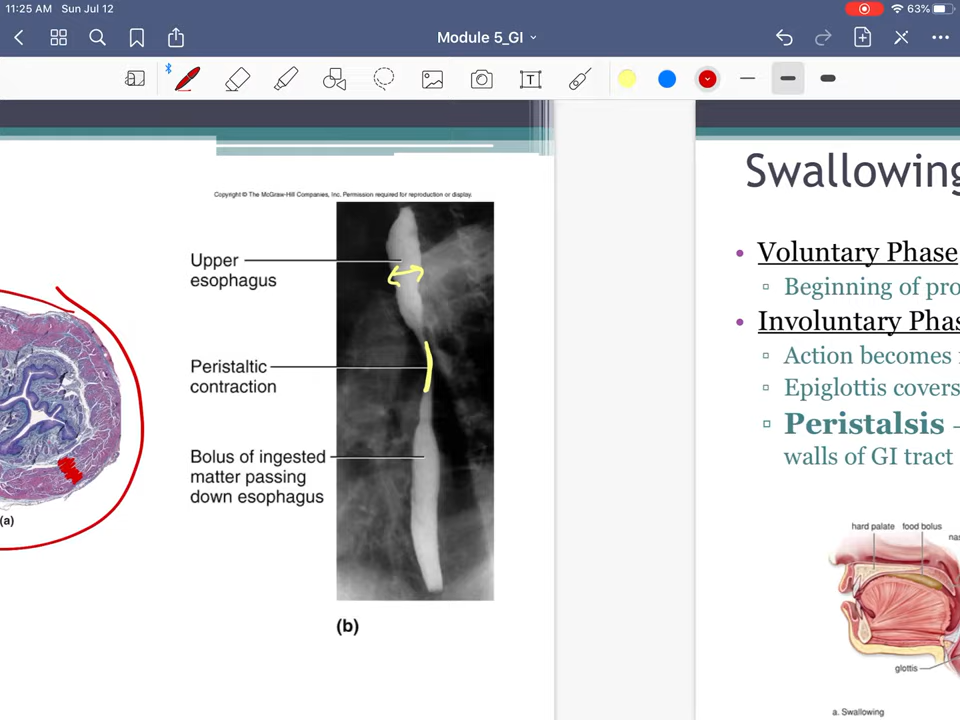 11:25 AM Sun Jul 12
63%
Module 5_GI
T
Copyright © The McGraw-Hill Companies, Inc. Permission required for reproduction or display.
Upper
esophagus
Peristaltic
contraction
Bolus of ingested
matter passing
down esophagus
(a)
(b)
Swallowing
• Voluntary Phase
Beginning of pro
• Involuntary Phas
Action becomes
Epiglottis covers
Peristalsis –
walls of GI tract
hard palate food bolus
nas
glottis
a. Swallowing